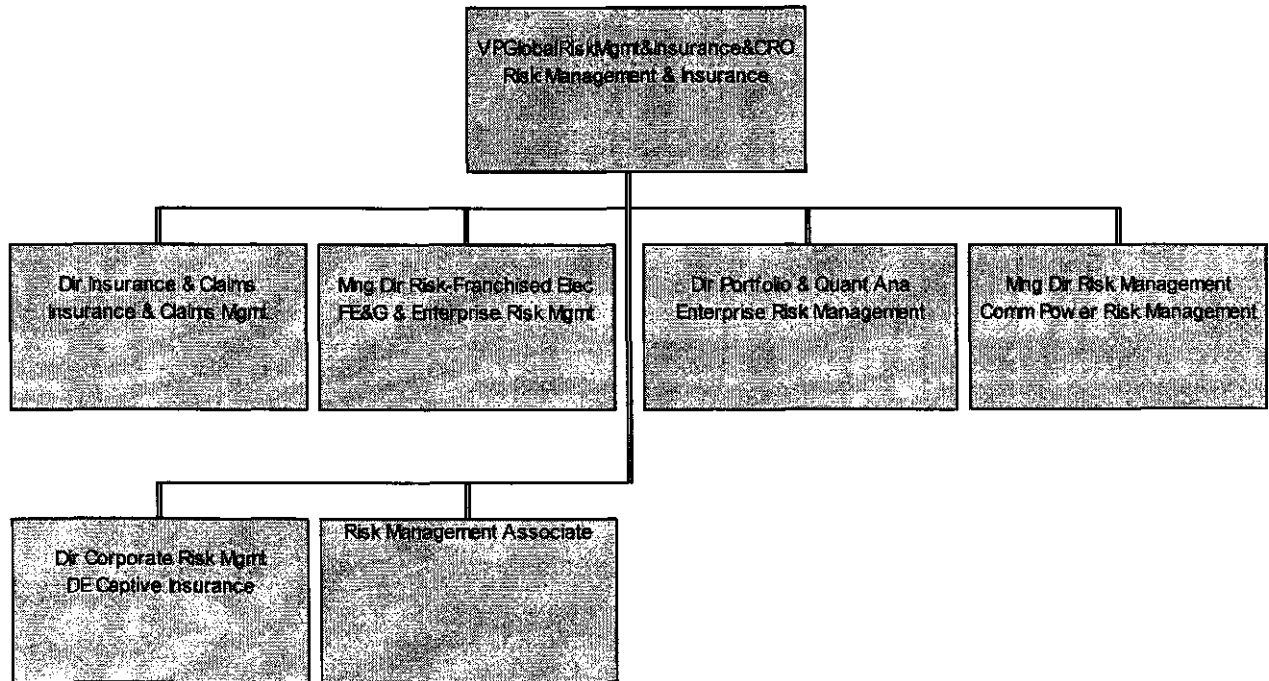 VPGlobalRiskMgmt&Insurance&CRO
Risk Management & Insurance
Dir Insurance & Claims
Insurance & Claims Mgmt.
Mng Dir Risk-Franchised Elec
FE&G & Enterprise Risk Mgmt
Dir Portfolio & Quant Ana
Enterprise Risk Management
Mng Dir Risk Management
Comm Power Risk Management
Dir Corporate Risk Mgmt
DE Captive Insurance
Risk Management Associate